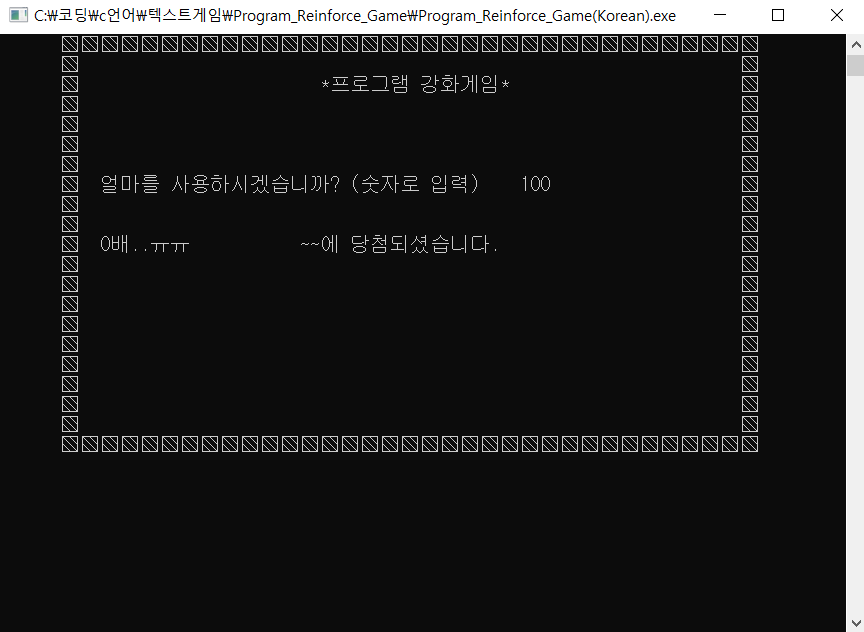 C:₩코딩₩c언어₩텍스트게임₩Program_Reinforce_Game₩Program_Reinforce_Game(Korean).exe
*프로그램 강화게임*
얼마를 사용하시겠습니까? (숫자로 입력) 100
0배..ㅠㅠ ~~에 당첨되셨습니다.